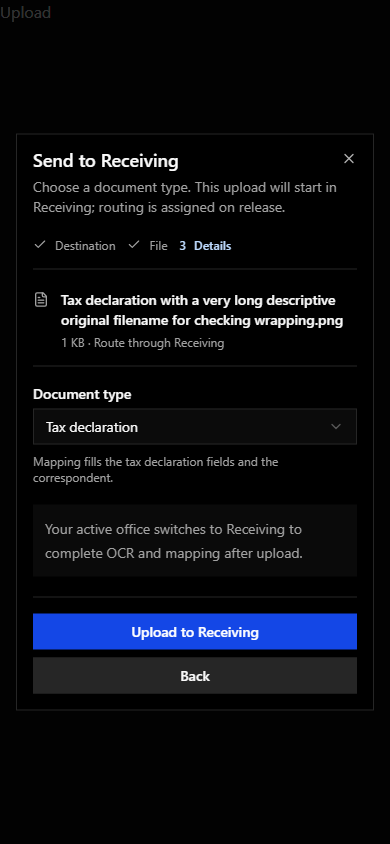 Upload
Send to Receiving
Choose a document type. This upload will start in
Receiving; routing is assigned on release.
Destination File 3 Details
Tax declaration with a very long descriptive
original filename for checking wrapping.png
1 KB · Route through Receiving
Document type
Tax declaration
Mapping fills the tax declaration fields and the
correspondent.
Your active office switches to Receiving to
complete OCR and mapping after upload.
Upload to Receiving
Back